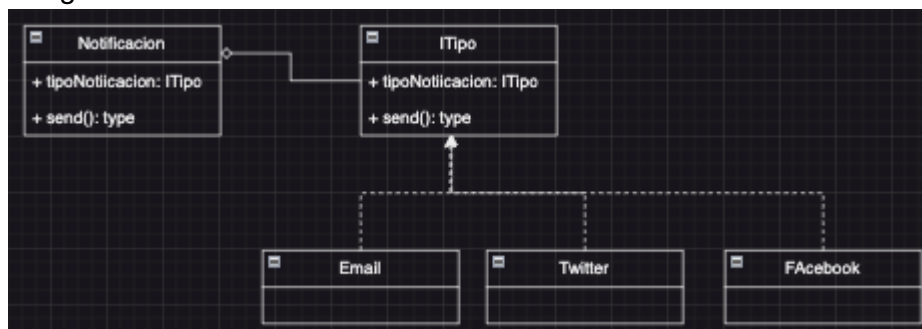 Notificacion
+ tipoNotiicacion: ITipo
+ send(): type
ITipo
+ tipoNotiicacion: ITipo
+ send(): type
Email
Twitter
FAcebook